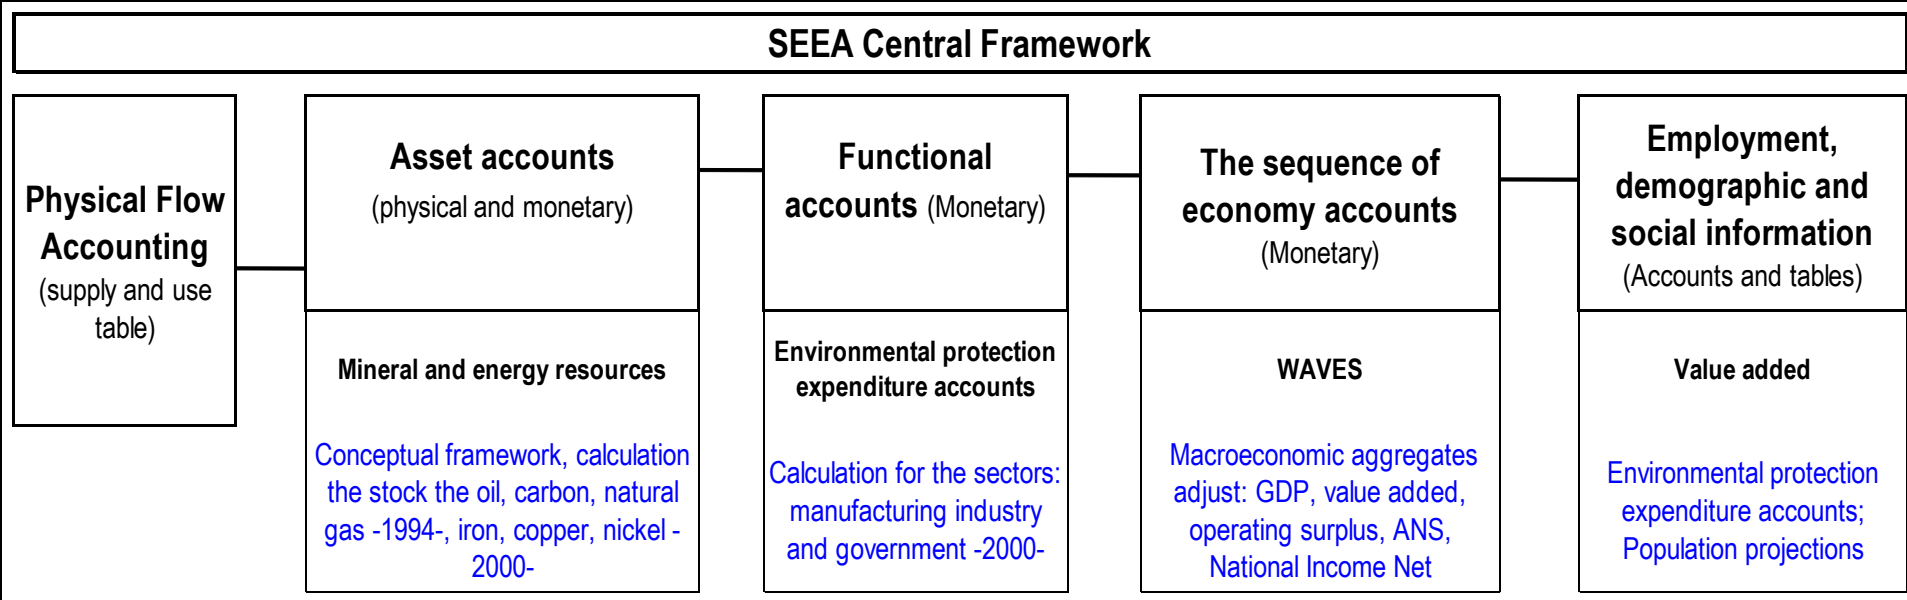 SEEA Central Framework
Physical Flow
Accounting
(supply and use
table)
Asset accounts
(physical and monetary)
Mineral and energy resources
Conceptual framework, calculation
the stock the oil, carbon, natural
gas -1994-, iron, copper, nickel -
2000-
Functional
accounts (Monetary)
Environmental protection
expenditure accounts
Calculation for the sectors:
manufacturing industry
and government -2000-
The sequence of
economy accounts
(Monetary)
WAVES
Macroeconomic aggregates
adjust: GDP, value added,
operating surplus, ANS,
National Income Net
Employment,
demographic and
social information
(Accounts and tables)
Value added
Environmental protection
expenditure accounts;
Population projections